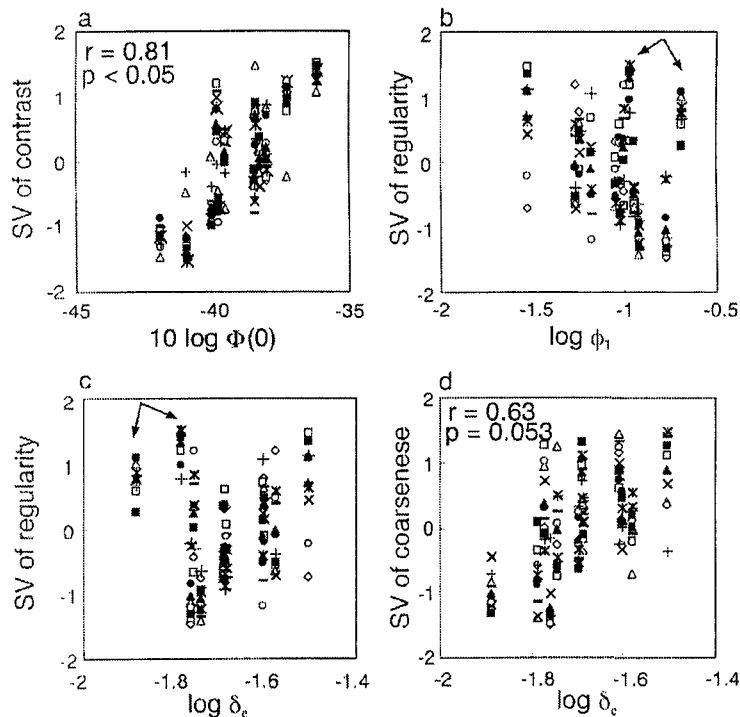 a
r = 0.81
p < 0.05
SV of contrast
2
1
0
-1
-2
-45
-40
-35
10 log Φ(0)
b
SV of regularity
2
1
0
-1
-2
-2
-1.5
-1
-0.5
log ϕ₁
c
SV of regularity
2
1
0
-1
-2
-2
-1.8
-1.6
-1.4
log δₑ
d
r = 0.63
p = 0.053
SV of coarsenese
2
1
0
-1
-2
-2
-1.8
-1.6
-1.4
log δₑ